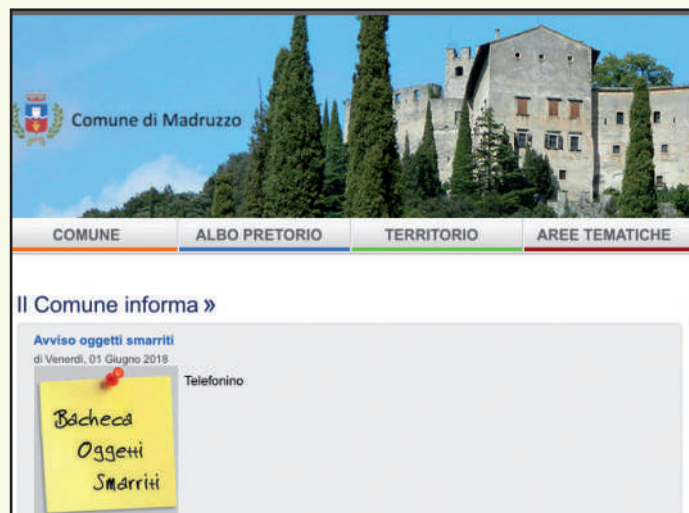 Comune di Madruzzo
COMUNE
ALBO PRETORIO
TERRITORIO
AREE TEMATICHE
Il Comune informa »
Avviso oggetti smarriti
di Venerdì, 01 Giugno 2018
Telefonino
Bacheca
Oggetti
Smarriti